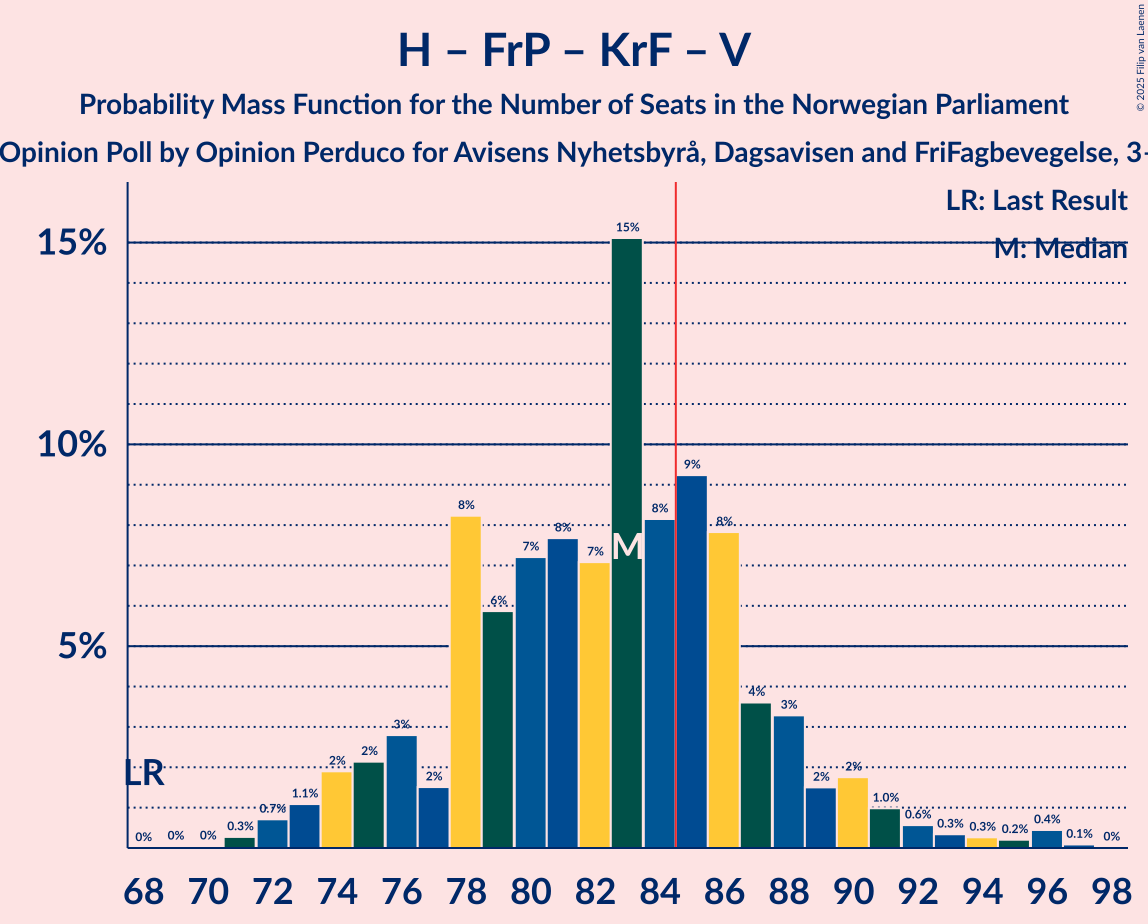 H – FrP – KrF – V
Probability Mass Function for the Number of Seats in the Norwegian Parliament
Opinion Poll by Opinion Perduco for Avisens Nyhetsbyrå, Dagsavisen and FriFagbevegelse, 3-
© 2025 Filip van Laenen
LR: Last Result
M: Median
15%
10%
5%
LR
M
0% 0% 0% 0.3% 0.7% 1.1% 2% 2% 3% 2% 8% 6% 7% 8% 7% 15% 8% 9% 8% 4% 3% 2% 2% 1.0% 0.6% 0.3% 0.3% 0.2% 0.4% 0.1% 0%
68 70 72 74 76 78 80 82 84 86 88 90 92 94 96 98